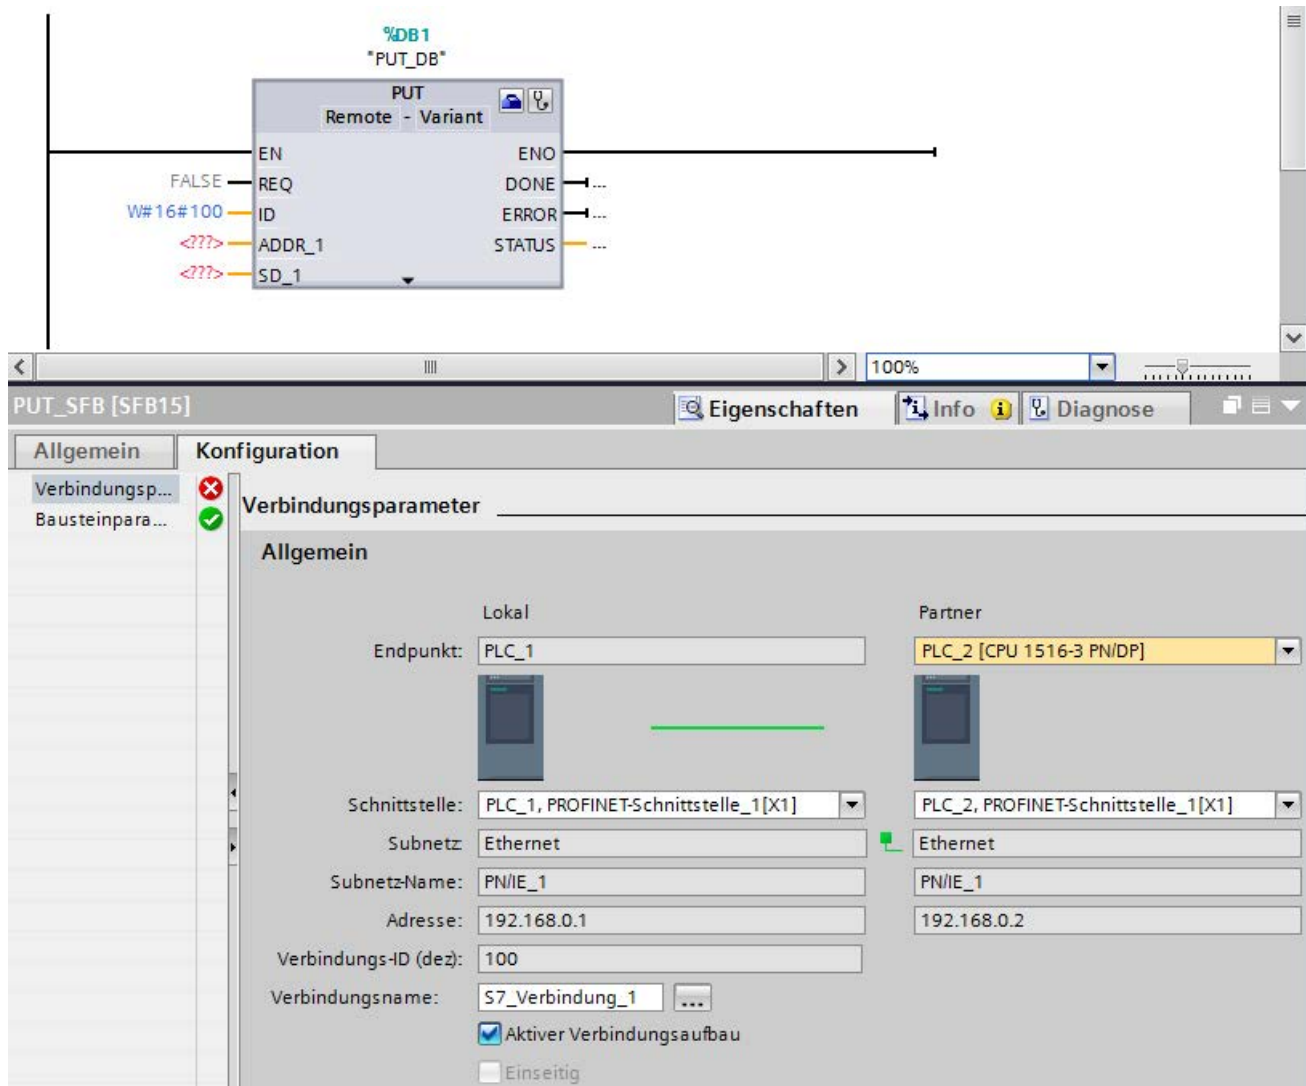 %DB1
"PUT_DB"
PUT
Remote - Variant
EN ENO
FALSE REQ DONE ...
W#16#100 ID ERROR ...
<???> ADDR_1 STATUS ...
<???> SD_1
100%
PUT_SFB [SFB15] Eigenschaften Info Diagnose
Allgemein Konfiguration
Verbindungsp...
Bausteinpara...
Verbindungsparameter
Allgemein
Lokal Partner
Endpunkt: PLC_1 PLC_2 [CPU 1516-3 PN/DP]
Schnittstelle: PLC_1, PROFINET-Schnittstelle_1[X1] PLC_2, PROFINET-Schnittstelle_1[X1]
Subnetz: Ethernet Ethernet
Subnetz-Name: PN/IE_1 PN/IE_1
Adresse: 192.168.0.1 192.168.0.2
Verbindungs-ID (dez): 100
Verbindungsname: S7_Verbindung_1 ...
Aktiver Verbindungsaufbau
Einseitig